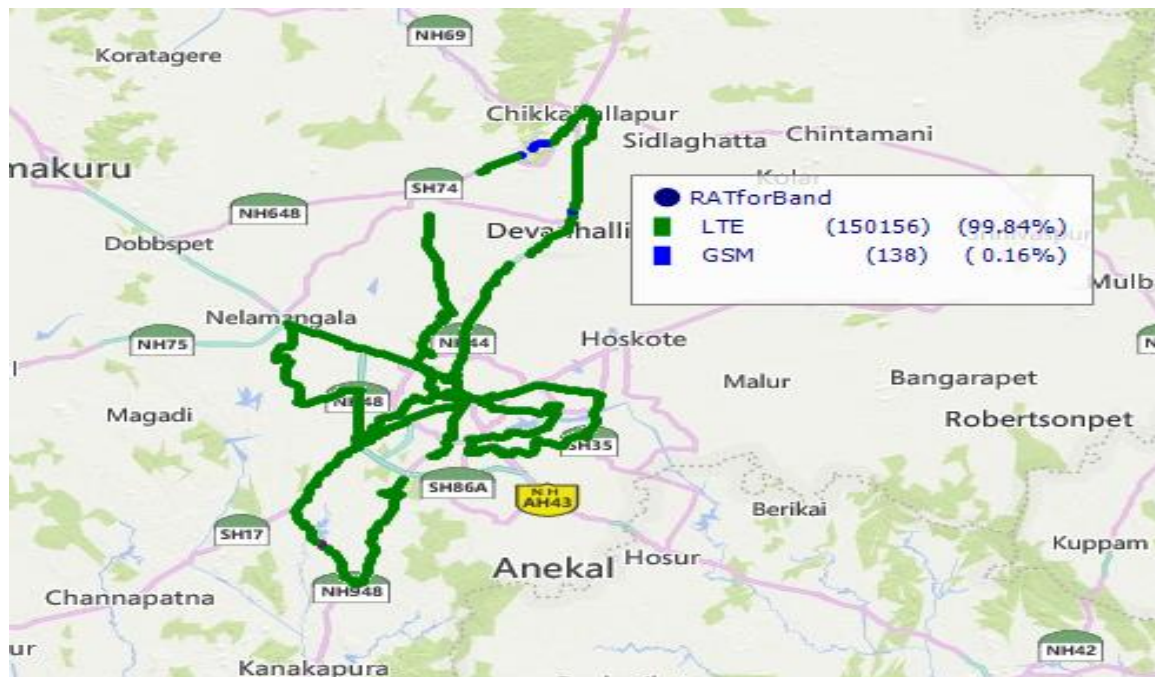 NH69
Koratagere
Chikkaballapur
Sidlaghatta
Chintamani
makuru
SH74
Kolar
RATforBand
NH648
LTE (150156) (99.84%)
Devanhalli
Dobbspet
GSM (138) ( 0.16%)
Mulb
Nelamangala
NH75
NH44
Hoskote
Malur
Bangarapet
Magadi
NH48
Robertsonpet
SH35
SH86A
NH
AH43
Berikai
SH17
Hosur
Kuppam
Anekal
NH948
Channapatna
ur
NH42
Kanakapura